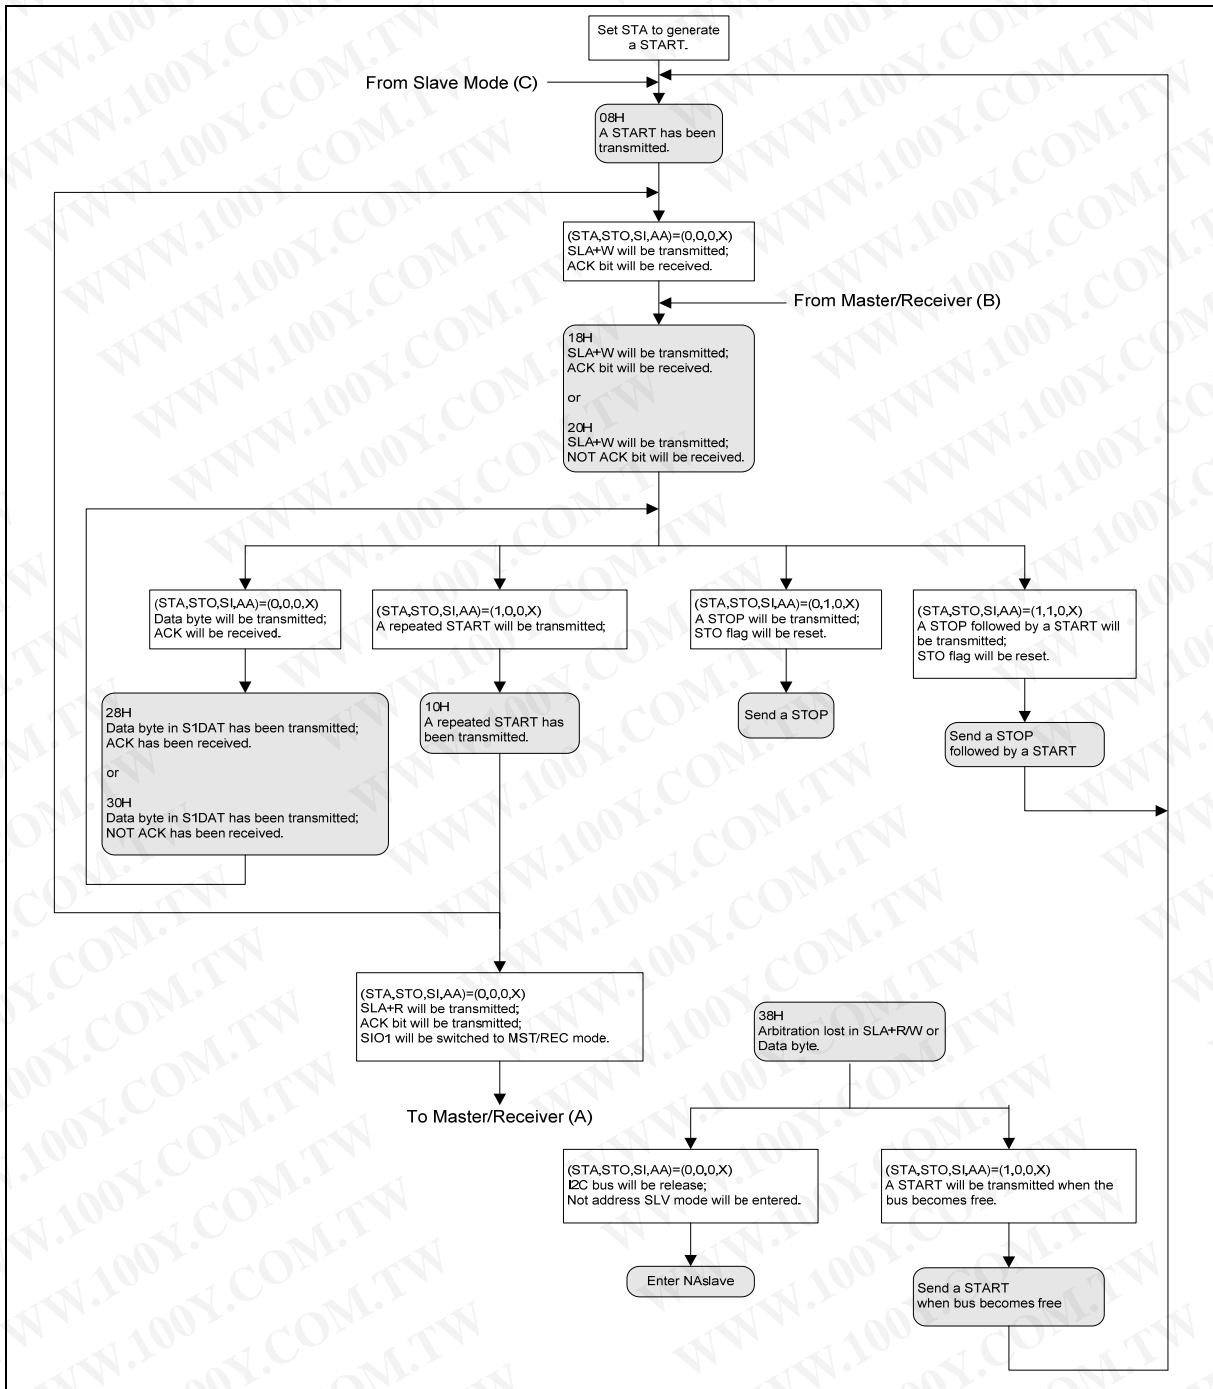 Set STA to generate
a START.
From Slave Mode (C)
08H
A START has been
transmitted.
(STA,STO,SI,AA)=(0,0,0,X)
SLA+W will be transmitted;
ACK bit will be received.
From Master/Receiver (B)
18H
SLA+W will be transmitted;
ACK bit will be received.
or
20H
SLA+W will be transmitted;
NOT ACK bit will be received.
(STA,STO,SI,AA)=(0,0,0,X)
Data byte will be transmitted;
ACK will be received.
(STA,STO,SI,AA)=(1,0,0,X)
A repeated START will be transmitted;
(STA,STO,SI,AA)=(0,1,0,X)
A STOP will be transmitted;
STO flag will be reset.
(STA,STO,SI,AA)=(1,1,0,X)
A STOP followed by a START will
be transmitted;
STO flag will be reset.
28H
Data byte in S1DAT has been transmitted;
ACK has been received.
or
30H
Data byte in S1DAT has been transmitted;
NOT ACK has been received.
10H
A repeated START has
been transmitted.
Send a STOP
Send a STOP
followed by a START
(STA,STO,SI,AA)=(0,0,0,X)
SLA+R will be transmitted;
ACK bit will be transmitted;
SIO1 will be switched to MST/REC mode.
To Master/Receiver (A)
38H
Arbitration lost in SLA+R/W or
Data byte.
(STA,STO,SI,AA)=(0,0,0,X)
I2C bus will be release;
Not address SLV mode will be entered.
(STA,STO,SI,AA)=(1,0,0,X)
A START will be transmitted when the
bus becomes free.
Enter NAslave
Send a START
when bus becomes free
WWW.100Y.COM.TW